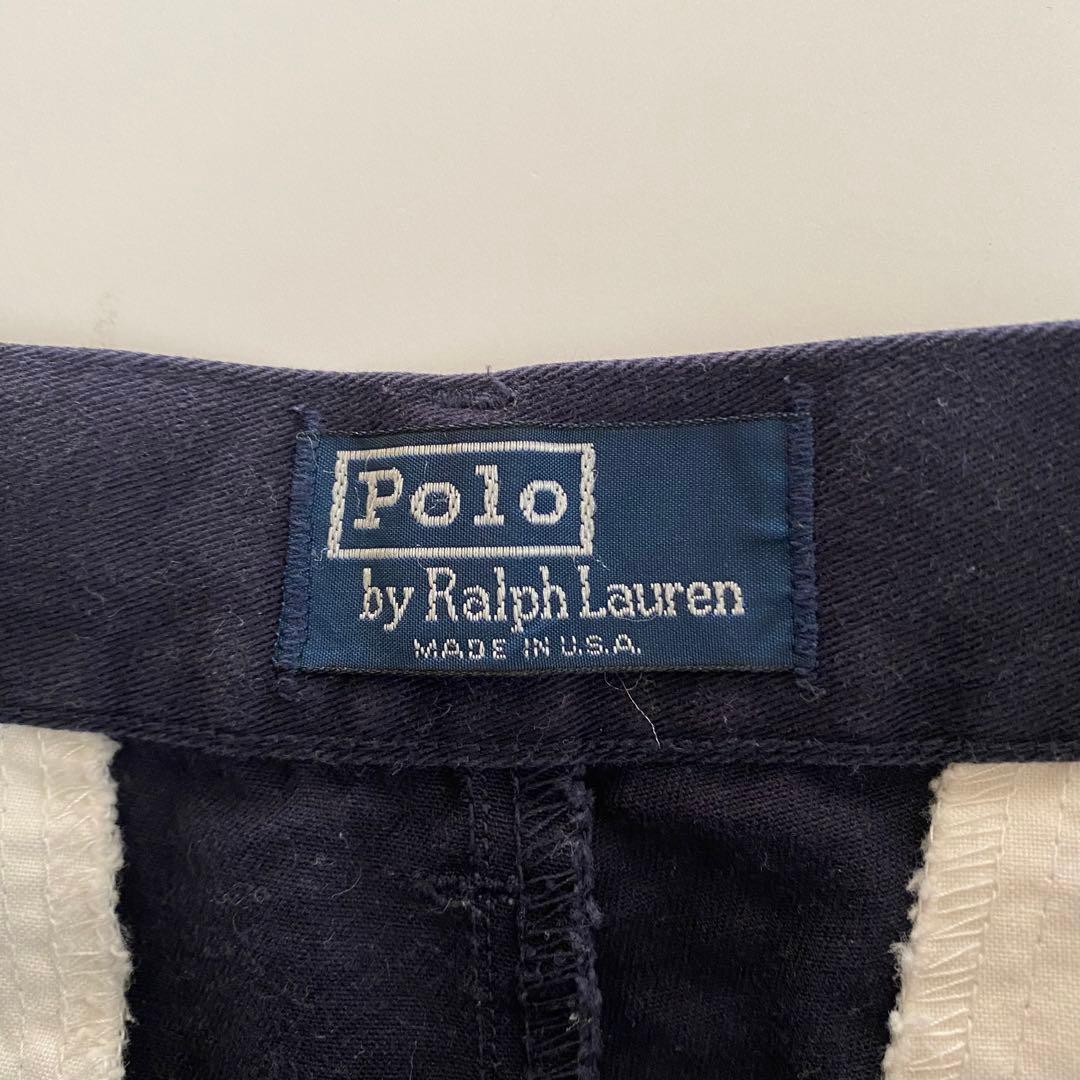 Polo
by Ralph Lauren
MADE IN U.S.A.